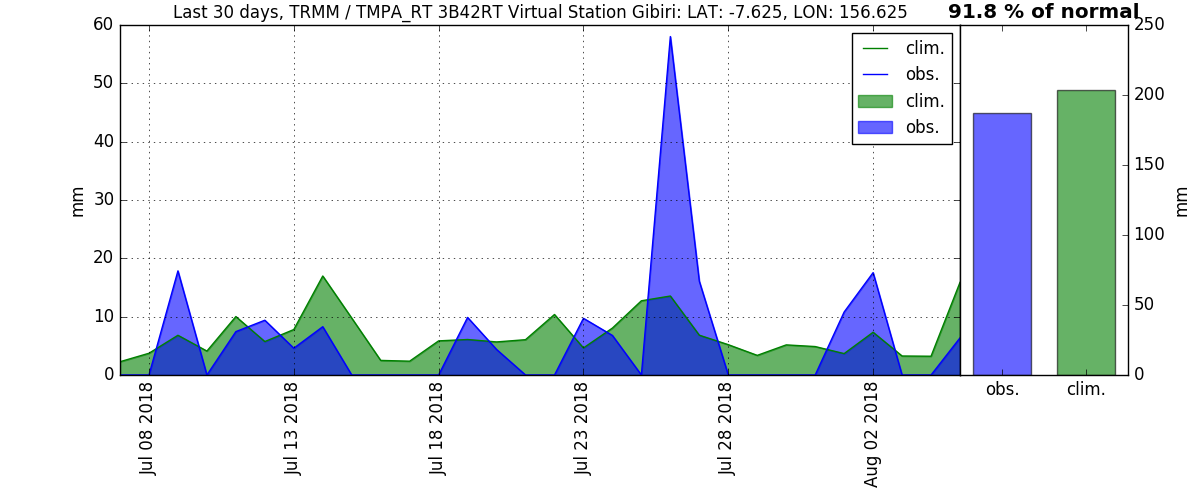 Last 30 days, TRMM / TMPA_RT 3B42RT Virtual Station Gibiri: LAT: -7.625, LON: 156.625
91.8 % of normal
60
50
40
30
20
10
0
mm
clim.
obs.
clim.
obs.
Jul 08 2018
Jul 13 2018
Jul 18 2018
Jul 23 2018
Jul 28 2018
Aug 02 2018
250
200
150
100
50
0
mm
obs.
clim.